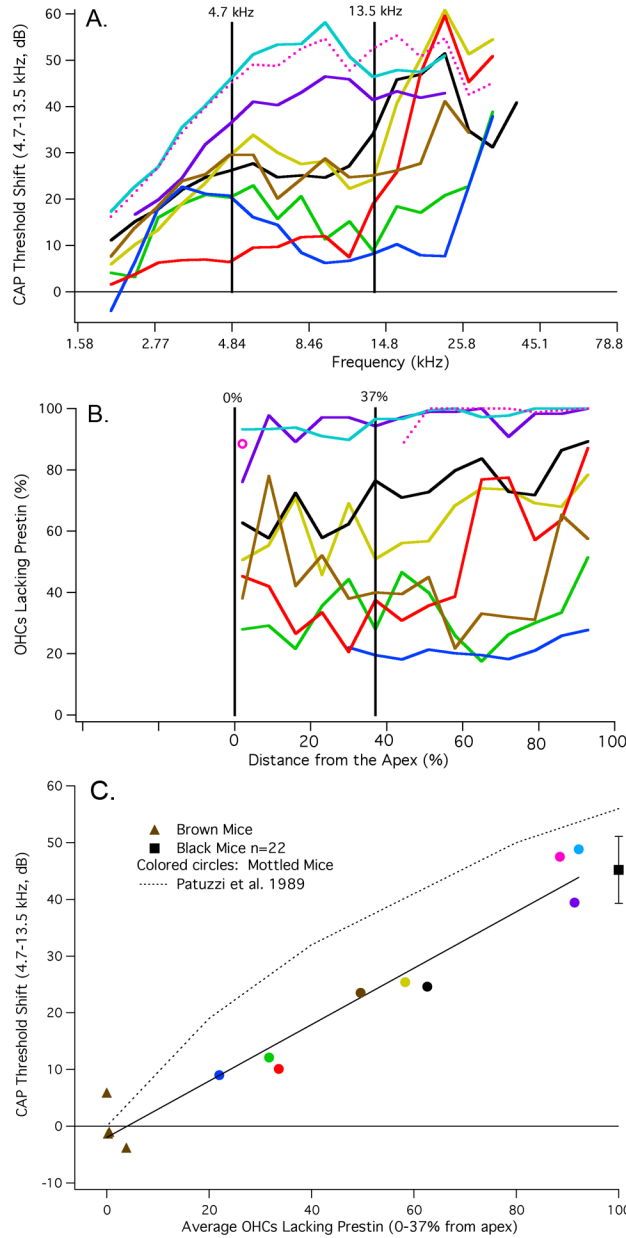 A.
4.7 kHz
13.5 kHz
CAP Threshold Shift (4.7-13.5 kHz, dB)
60
50
40
30
20
10
0
1.58
2.77
4.84
8.46
14.8
25.8
45.1
78.8
Frequency (kHz)
B.
0%
37%
OHCs Lacking Prestin (%)
100
80
60
40
20
0
0
20
40
60
80
100
Distance from the Apex (%)
C.
Brown Mice
Black Mice n=22
Colored circles: Mottled Mice
Patuzzi et al. 1989
CAP Threshold Shift (4.7-13.5 kHz, dB)
60
50
40
30
20
10
0
-10
0
20
40
60
80
100
Average OHCs Lacking Prestin (0-37% from apex)